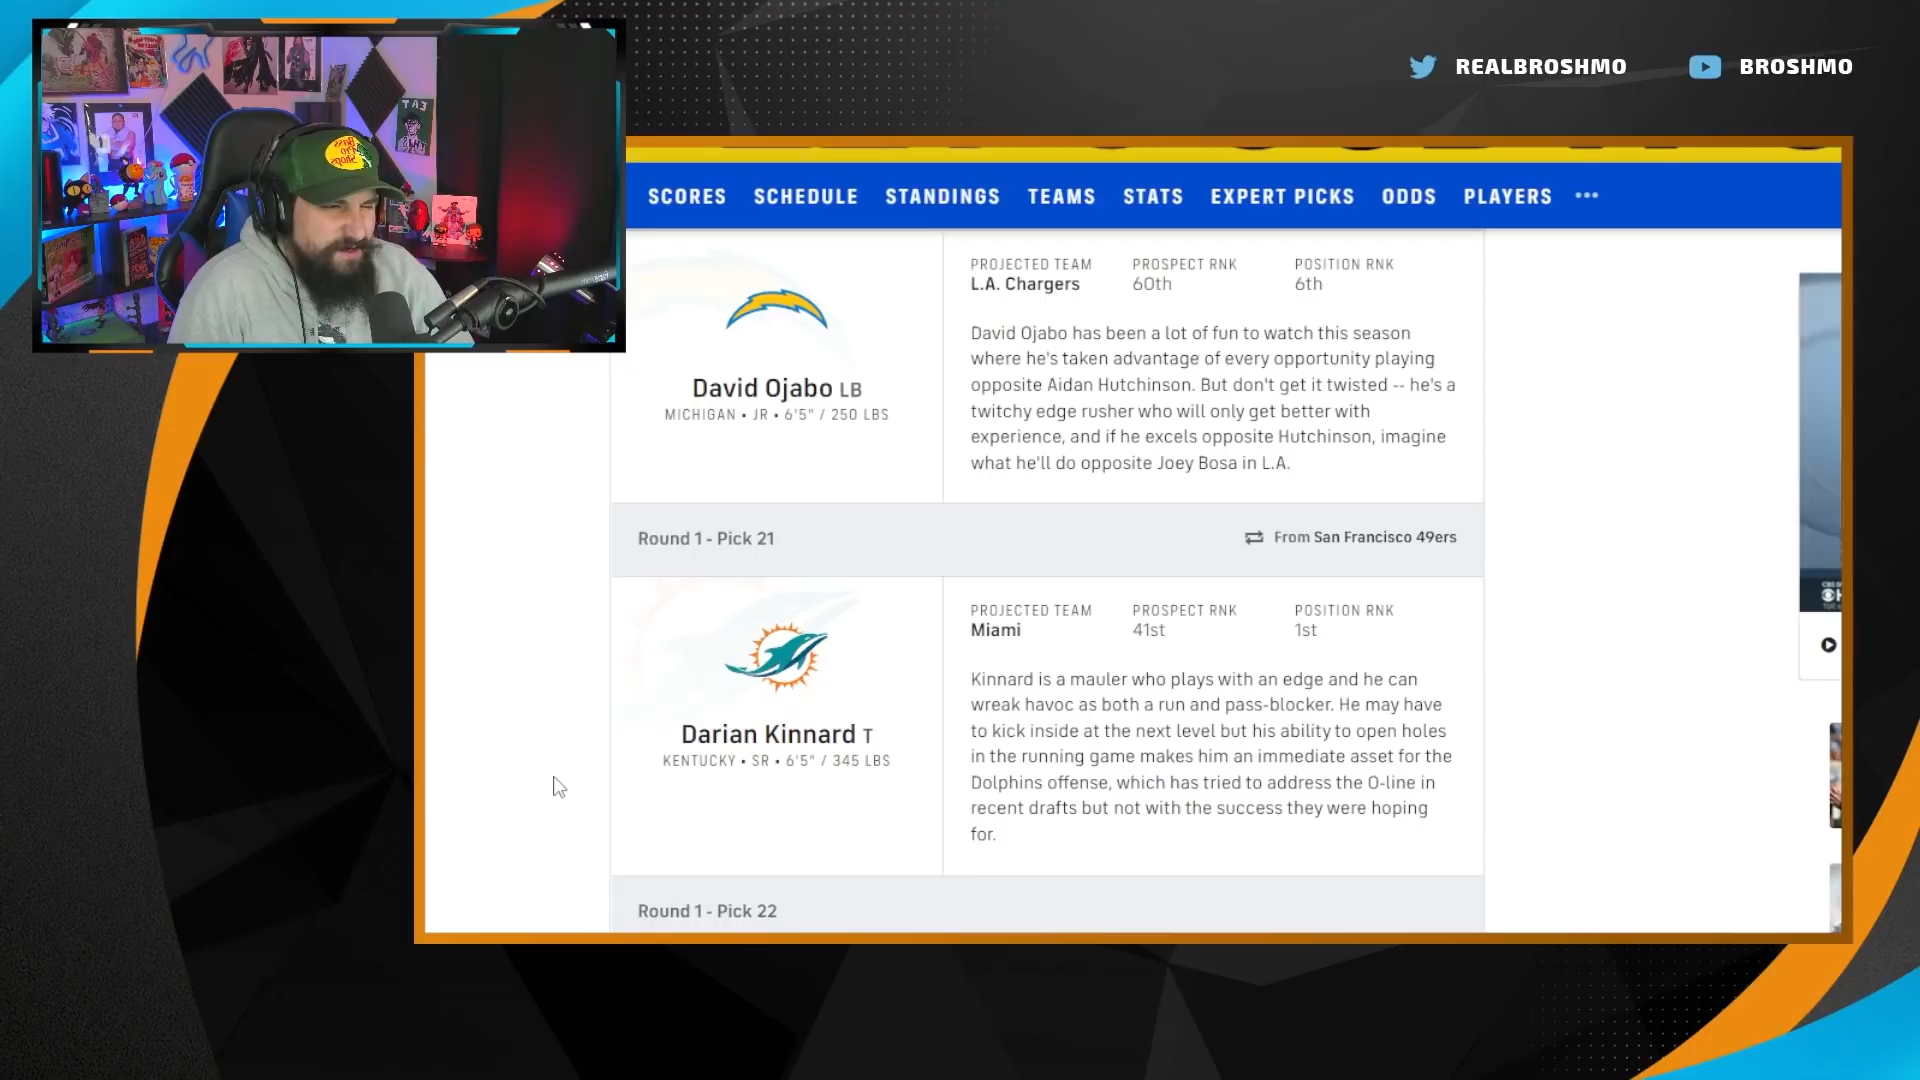 REALBROSHMO
BROSHMO
SCORES SCHEDULE STANDINGS TEAMS STATS EXPERT PICKS ODDS PLAYERS •••
PROJECTED TEAM PROSPECT RNK POSITION RNK
L.A. Chargers 60th 6th
David Ojabo LB
MICHIGAN • JR • 6'5" / 250 LBS
David Ojabo has been a lot of fun to watch this season
where he's taken advantage of every opportunity playing
opposite Aidan Hutchinson. But don't get it twisted -- he's a
twitchy edge rusher who will only get better with
experience, and if he excels opposite Hutchinson, imagine
what he'll do opposite Joey Bosa in L.A.
Round 1 - Pick 21
From San Francisco 49ers
PROJECTED TEAM PROSPECT RNK POSITION RNK
Miami 41st 1st
Darian Kinnard T
KENTUCKY • SR • 6'5" / 345 LBS
Kinnard is a mauler who plays with an edge and he can
wreak havoc as both a run and pass-blocker. He may have
to kick inside at the next level but his ability to open holes
in the running game makes him an immediate asset for the
Dolphins offense, which has tried to address the O-line in
recent drafts but not with the success they were hoping
for.
Round 1 - Pick 22